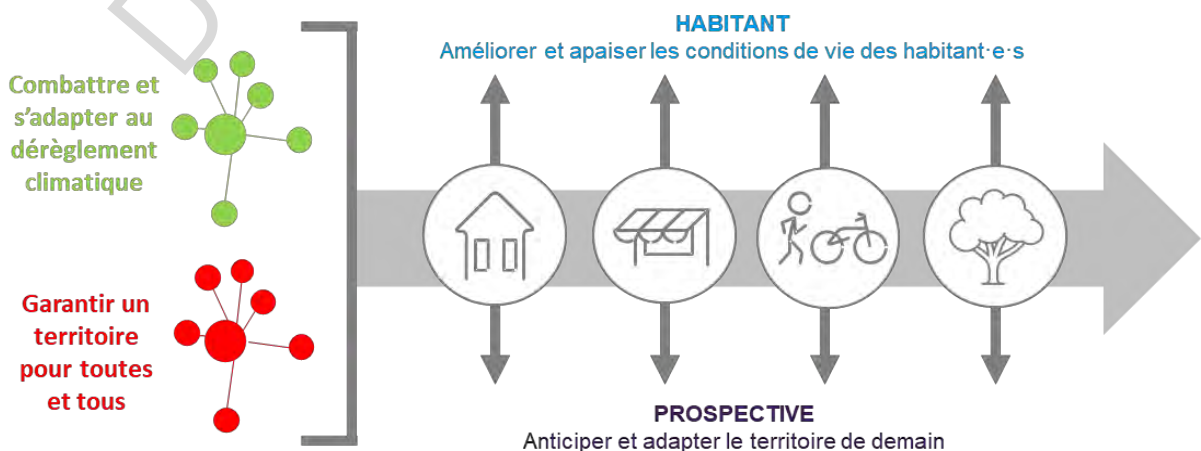 HABITANT
Améliorer et apaiser les conditions de vie des habitant·e·s
Combattre et
s'adapter au
dérèglement
climatique
Garantir un
territoire
pour toutes
et tous
PROSPECTIVE
Anticiper et adapter le territoire de demain